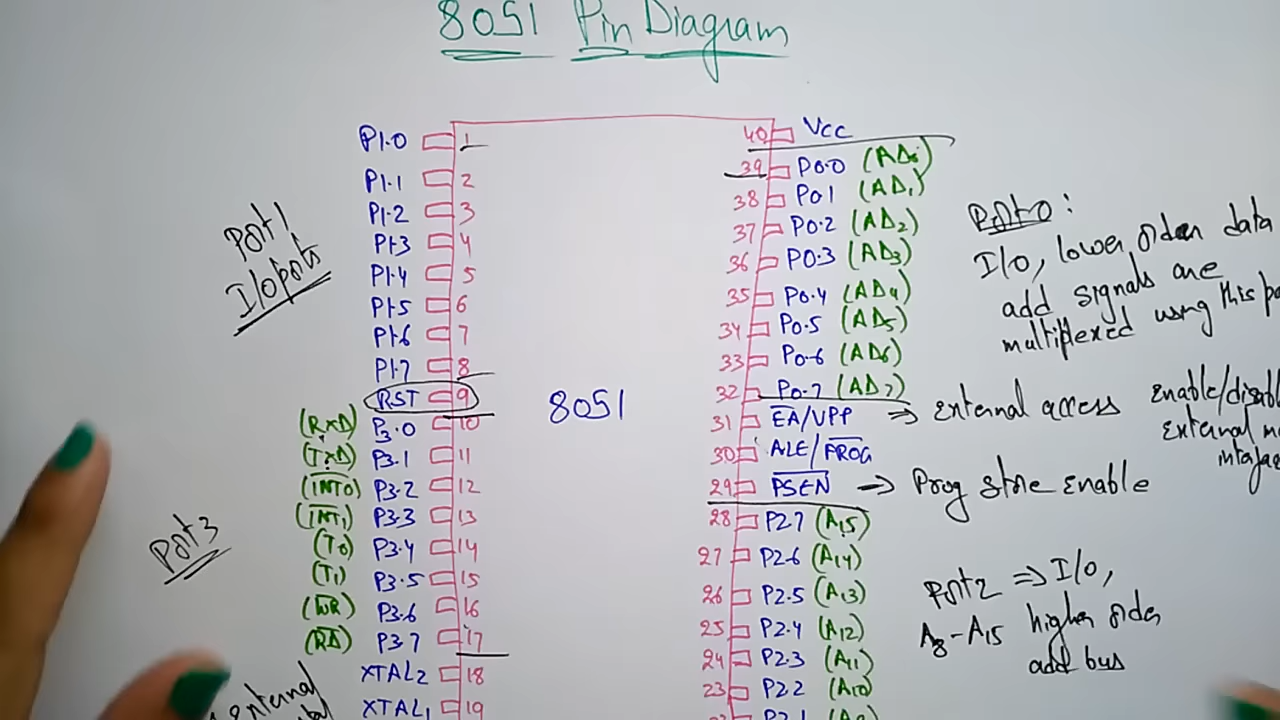 8051 Pin Diagram
P1.0 1
P1.1 2
P1.2 3
P1.3 4
P1.4 5
P1.5 6
P1.6 7
P1.7 8
RST 9
(RxD) P3.0 10
(TxD) P3.1 11
(INT0) P3.2 12
(INT1) P3.3 13
(T0) P3.4 14
(T1) P3.5 15
(WR) P3.6 16
(RD) P3.7 17
XTAL2 18
XTAL1 19
Port1
I/O ports
Port3
external
8051
40 Vcc
39 P0.0 (AD0)
38 P0.1 (AD1)
37 P0.2 (AD2)
36 P0.3 (AD3)
35 P0.4 (AD4)
34 P0.5 (AD5)
33 P0.6 (AD6)
32 P0.7 (AD7)
31 EA/VPP => External access Enable/disabl
external m
30 ALE/PROG
29 PSEN -> Prog store Enable
28 P2.7 (A15)
27 P2.6 (A14)
26 P2.5 (A13)
25 P2.4 (A12)
24 P2.3 (A11)
23 P2.2 (A10)
P2.1
Port0:
I/O, lower order data
add signals are
multiplexed using this po
Port2 => I/O,
A8-A15 higher order
add bus